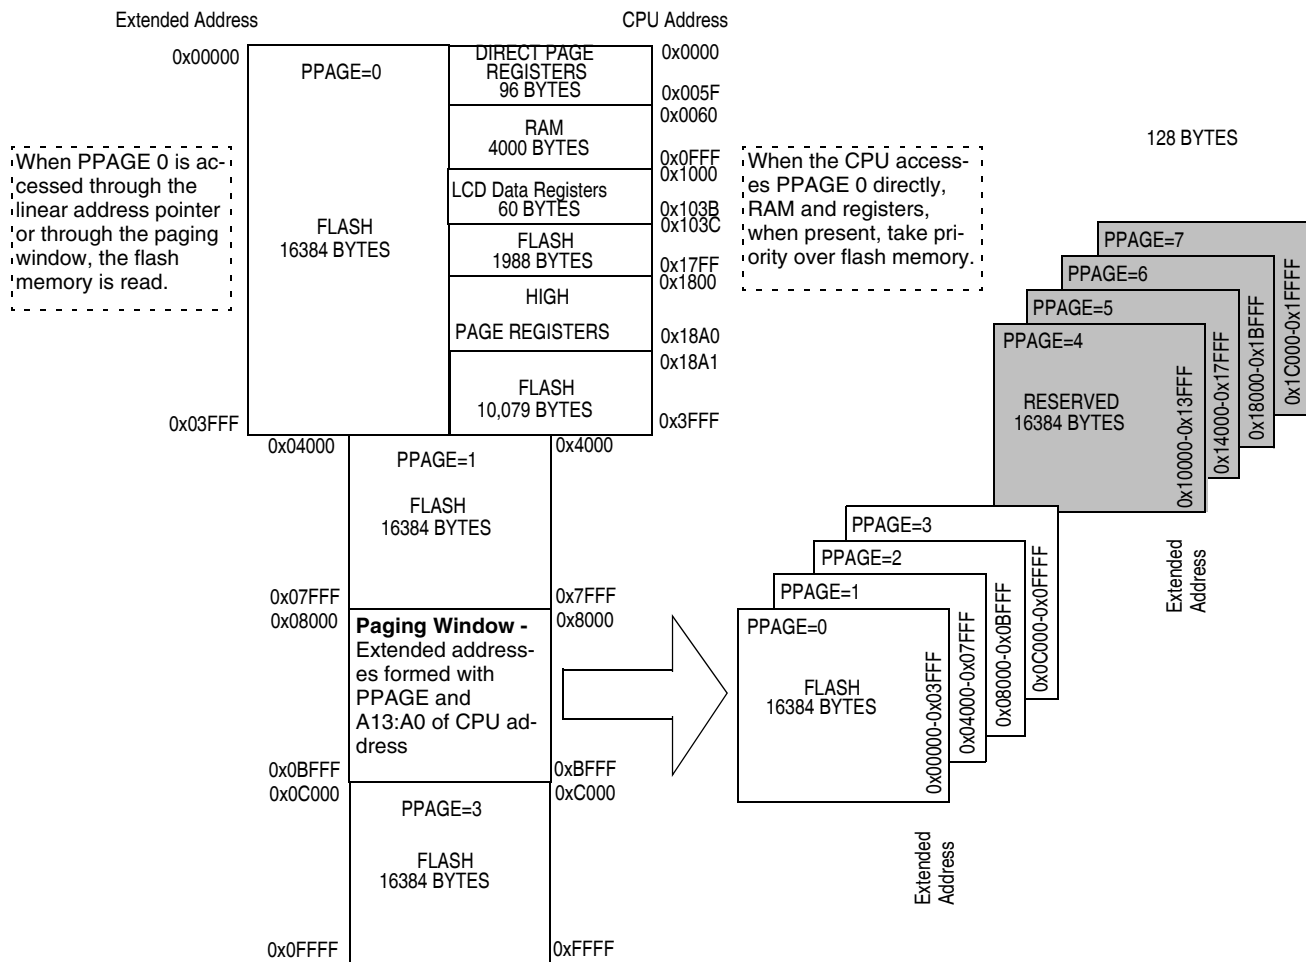 Extended Address
CPU Address
0x00000
PPAGE=0
FLASH
16384 BYTES
0x03FFF
When PPAGE 0 is ac-
cessed through the
linear address pointer
or through the paging
window, the flash
memory is read.
DIRECT PAGE
REGISTERS
96 BYTES
0x0000
0x005F
RAM
4000 BYTES
0x0060
0x0FFF
LCD Data Registers
60 BYTES
0x1000
0x103B
FLASH
1988 BYTES
0x103C
0x17FF
HIGH
PAGE REGISTERS
0x1800
0x18A0
FLASH
10,079 BYTES
0x18A1
0x3FFF
When the CPU access-
es PPAGE 0 directly,
RAM and registers,
when present, take pri-
ority over flash memory.
0x04000
0x4000
PPAGE=1
FLASH
16384 BYTES
0x07FFF
0x7FFF
0x08000
0x8000
Paging Window -
Extended address-
es formed with
PPAGE and
A13:A0 of CPU ad-
dress
0x0BFFF
0xBFFF
0x0C000
0xC000
PPAGE=3
FLASH
16384 BYTES
0x0FFFF
0xFFFF
128 BYTES
PPAGE=7
0x1C000-0x1FFFF
PPAGE=6
0x18000-0x1BFFF
PPAGE=5
0x14000-0x17FFF
PPAGE=4
RESERVED
16384 BYTES
0x10000-0x13FFF
Extended
Address
PPAGE=3
0x0C000-0x0FFFF
PPAGE=2
0x08000-0x0BFFF
PPAGE=1
0x04000-0x07FFF
PPAGE=0
FLASH
16384 BYTES
0x00000-0x03FFF
Extended
Address